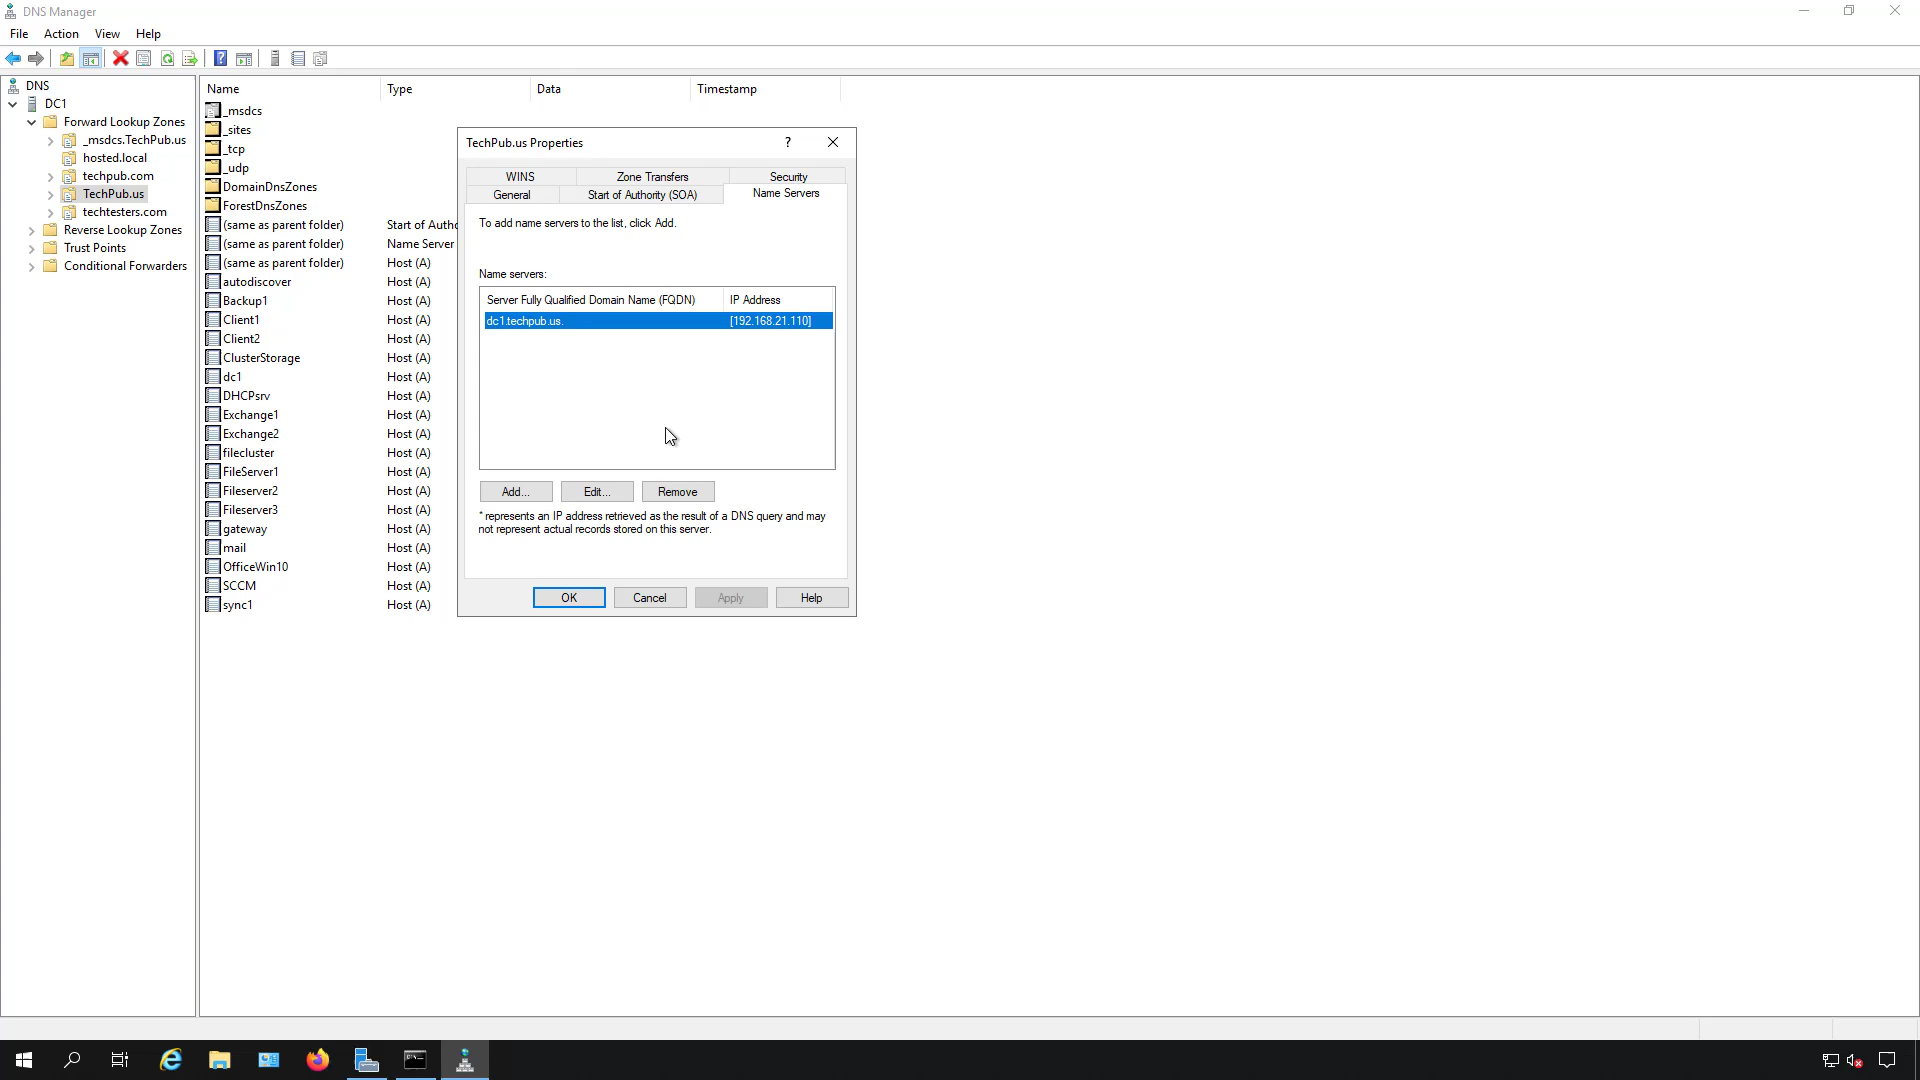 DNS Manager
File Action View Help
DNS
DC1
Forward Lookup Zones
_msdcs.TechPub.us
hosted.local
techpub.com
TechPub.us
techtesters.com
Reverse Lookup Zones
Trust Points
Conditional Forwarders
Name Type Data Timestamp
_msdcs
_sites
_tcp
_udp
DomainDnsZones
ForestDnsZones
(same as parent folder) Start of Autho
(same as parent folder) Name Server
(same as parent folder) Host (A)
autodiscover Host (A)
Backup1 Host (A)
Client1 Host (A)
Client2 Host (A)
ClusterStorage Host (A)
dc1 Host (A)
DHCPsrv Host (A)
Exchange1 Host (A)
Exchange2 Host (A)
filecluster Host (A)
FileServer1 Host (A)
Fileserver2 Host (A)
Fileserver3 Host (A)
gateway Host (A)
mail Host (A)
OfficeWin10 Host (A)
SCCM Host (A)
sync1 Host (A)
TechPub.us Properties ?
WINS Zone Transfers Security
General Start of Authority (SOA) Name Servers
To add name servers to the list, click Add.
Name servers:
Server Fully Qualified Domain Name (FQDN) IP Address
dc1.techpub.us. [192.168.21.110]
Add... Edit... Remove
* represents an IP address retrieved as the result of a DNS query and may
not represent actual records stored on this server.
OK Cancel Apply Help